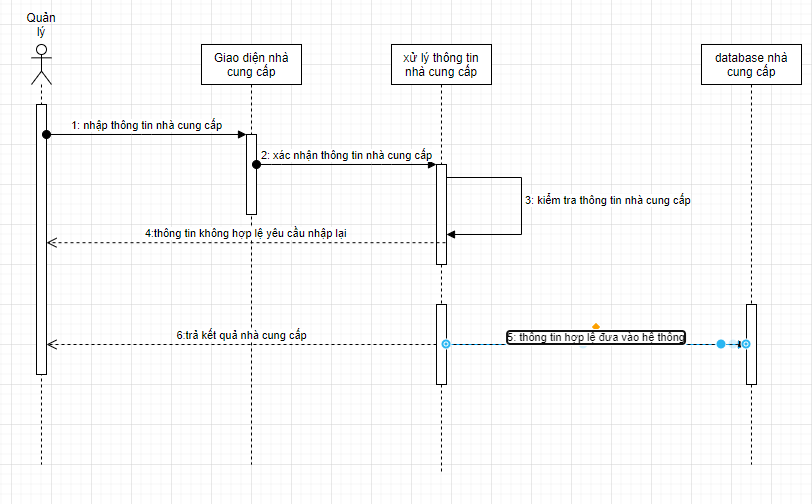 Quản
lý
Giao diện nhà
cung cấp
xử lý thông tin
nhà cung cấp
database nhà
cung cấp
1: nhập thông tin nhà cung cấp
2: xác nhận thông tin nhà cung cấp
3: kiểm tra thông tin nhà cung cấp
4:thông tin không hợp lệ yêu cầu nhập lại
5: thông tin hợp lệ đưa vào hệ thống
6:trả kết quả nhà cung cấp